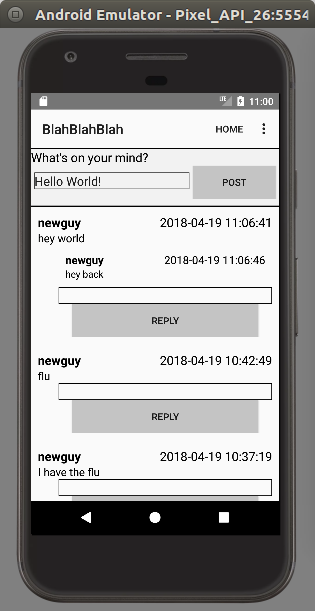 Android Emulator - Pixel_API_26:5554
LTE 11:00
BlahBlahBlah HOME
What's on your mind?
Hello World! POST
newguy 2018-04-19 11:06:41
hey world
newguy 2018-04-19 11:06:46
hey back
REPLY
newguy 2018-04-19 10:42:49
flu
REPLY
newguy 2018-04-19 10:37:19
I have the flu